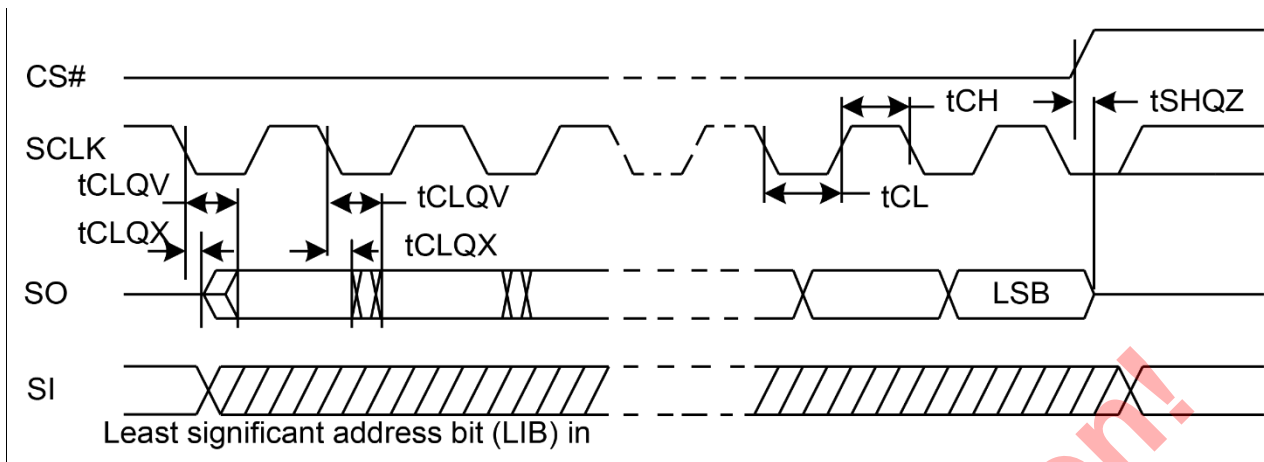 CS#
tCH
tSHQZ
SCLK
tCLQV
tCLQV
tCL
tCLQX
tCLQX
SO
LSB
SI
Least significant address bit (LIB) in